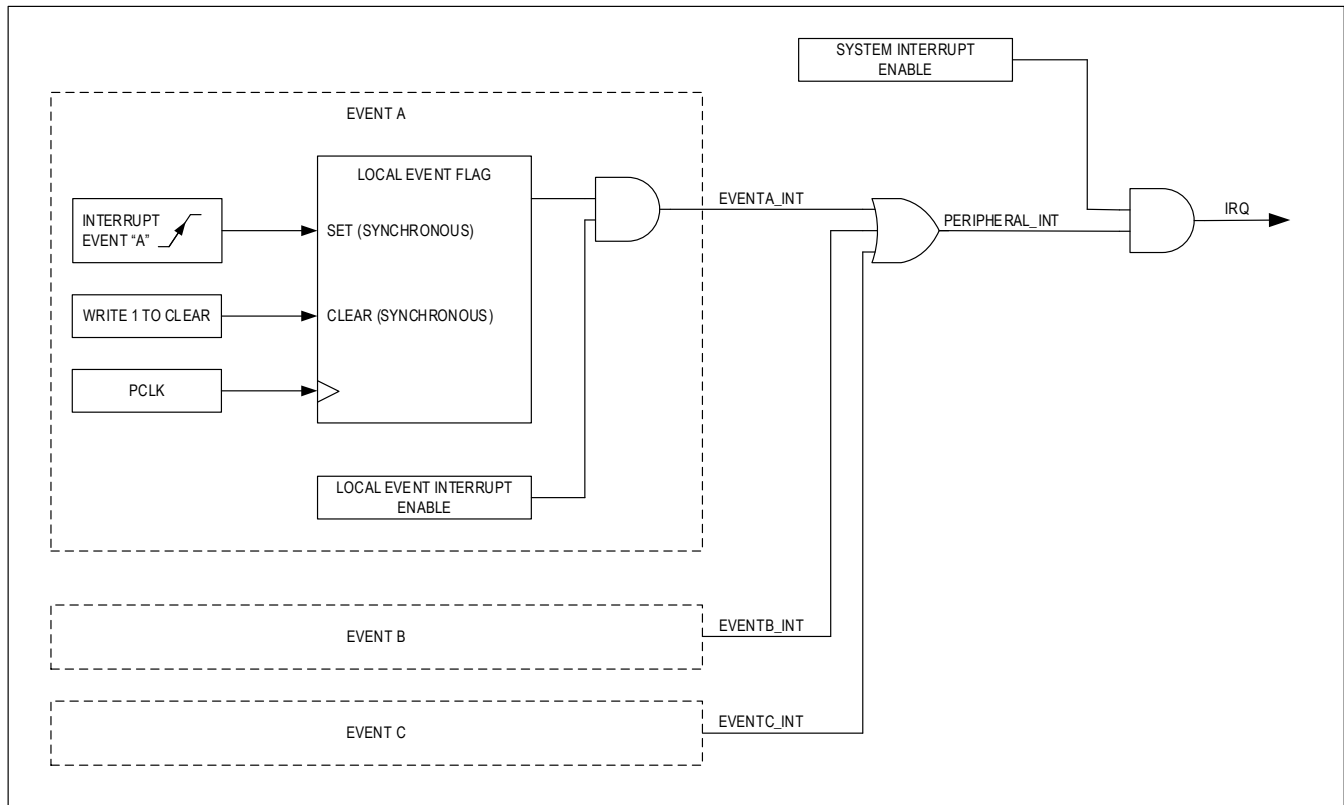 SYSTEM INTERRUPT
ENABLE
EVENT A
LOCAL EVENT FLAG
INTERRUPT
EVENT “A”
SET (SYNCHRONOUS)
EVENTA_INT
PERIPHERAL_INT
IRQ
WRITE 1 TO CLEAR
CLEAR (SYNCHRONOUS)
PCLK
LOCAL EVENT INTERRUPT
ENABLE
EVENT B
EVENTB_INT
EVENT C
EVENTC_INT